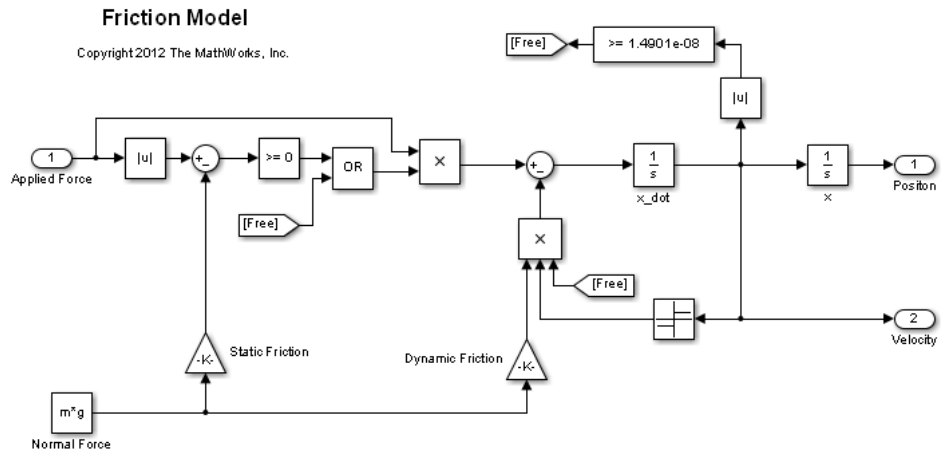 Friction Model
Copyright 2012 The MathWorks, Inc.
[Free]
>= 1.4901e-08
|u|
1
Applied Force
|u|
+
-
>= 0
OR
×
[Free]
+
-
1
s
x_dot
1
s
x
1
Positon
×
[Free]
2
Velocity
-K-
Static Friction
Dynamic Friction
-K-
m*g
Normal Force